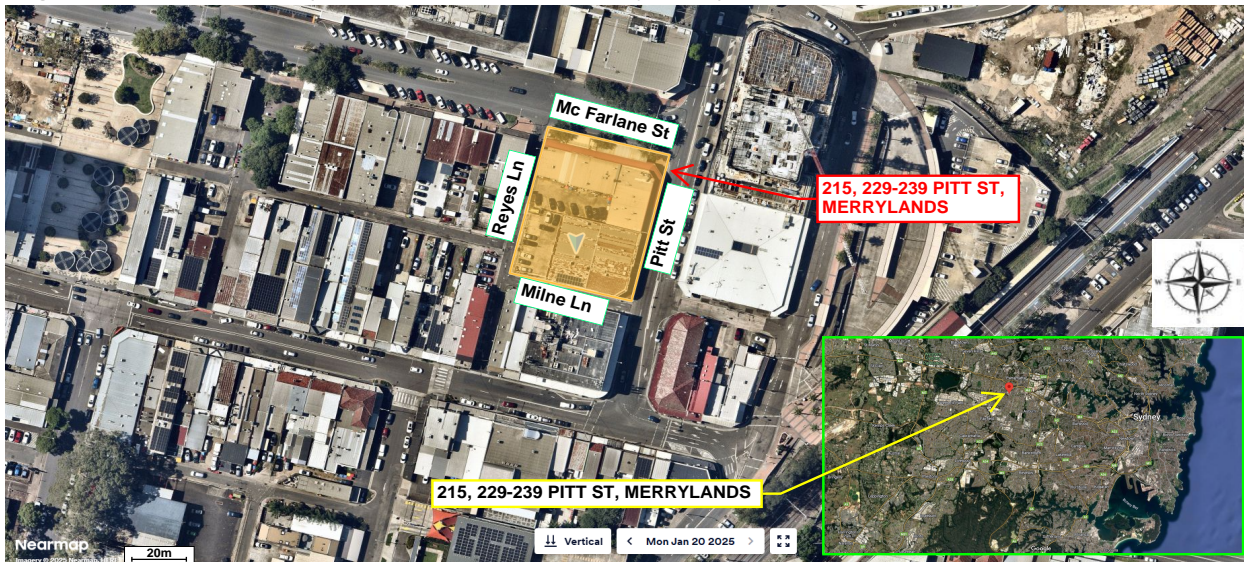 Mc Farlane St
Reyes Ln
Pitt St
Milne Ln
215, 229-239 PITT ST,
MERRYLANDS
N
W
E
S
Sydney
215, 229-239 PITT ST, MERRYLANDS
Google
Nearmap
Vertical
Mon Jan 20 2025
20m